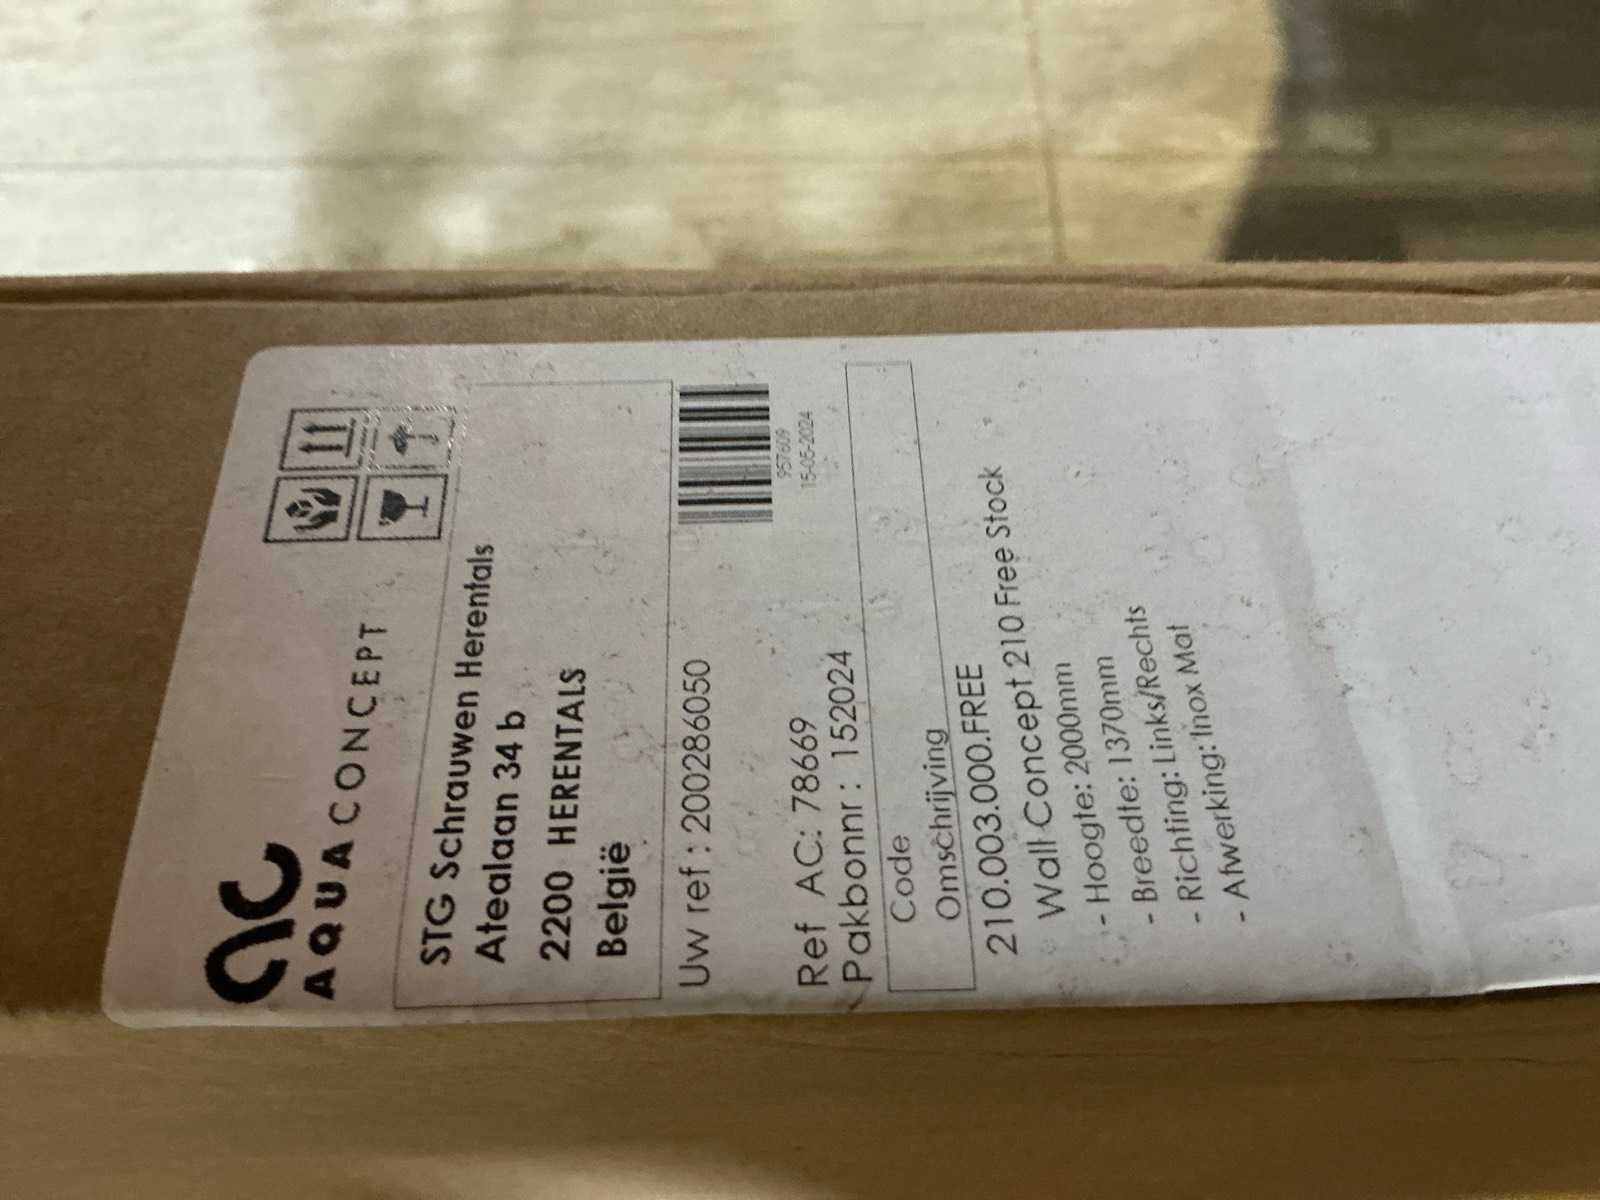 AQUA CONCEPT
STG Schrauwen Herentals
Atealaan 34 b
2200 HERENTALS
België
Uw ref : 200286050
957609
15-05-2024
Ref AC: 78669
Pakbonnr : 152024
Code
Omschrijving
210.003.000.FREE
Wall Concept 210 Free Stock
- Hoogte: 2000mm
- Breedte: 1370mm
- Richting: Links/Rechts
- Afwerking: Inox Mat